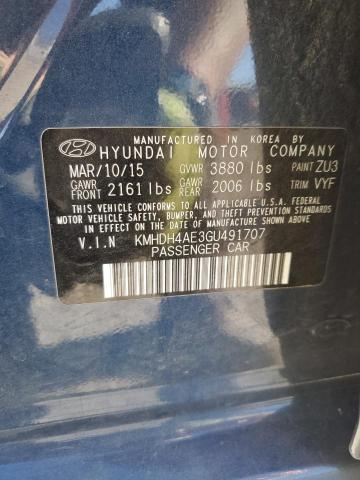 MANUFACTURED IN KOREA BY
HYUNDAI MOTOR COMPANY
MAR/10/15 GVWR 3880 lbs PAINT ZU3
GAWR FRONT 2161 lbs GAWR REAR 2006 lbs TRIM VYF
THIS VEHICLE CONFORMS TO ALL APPLICABLE U.S.A FEDERAL
MOTOR VEHICLE SAFETY, BUMPER, AND THEFT PREVENTION STANDARDS
IN EFFECT ON THE DATE OF MANUFACTURE SHOWN ABOVE.
V.I.N KMHDH4AE3GU491707
PASSENGER CAR